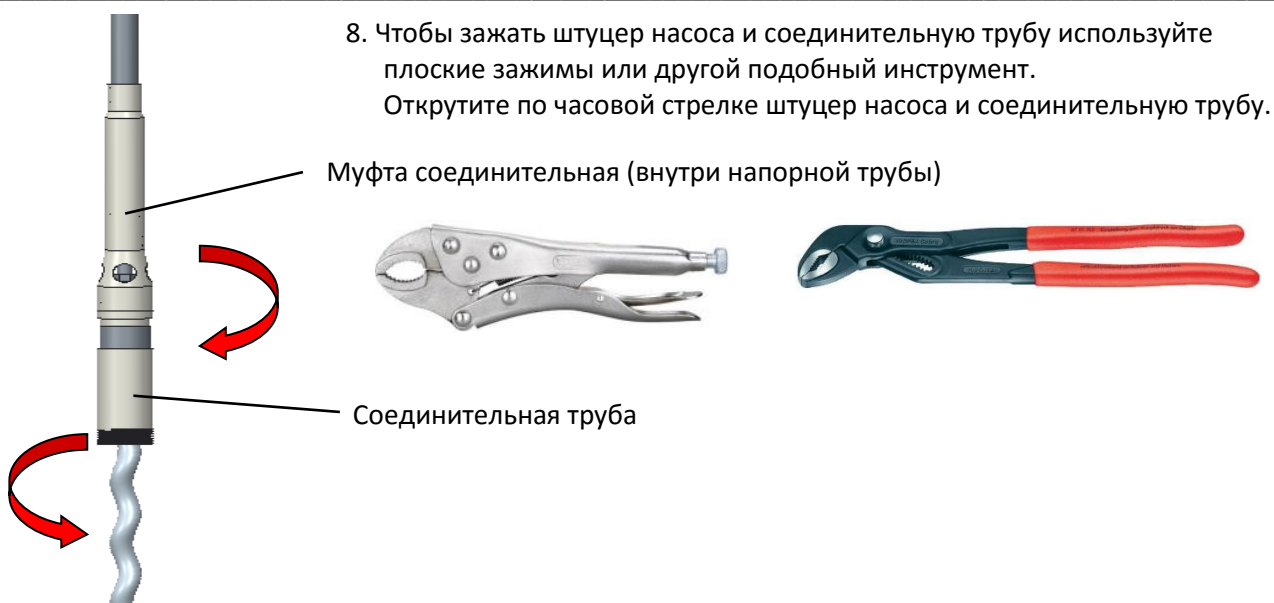 8. Чтобы зажать штуцер насоса и соединительную трубу используйте
плоские зажимы или другой подобный инструмент.
Открутите по часовой стрелке штуцер насоса и соединительную трубу.
Муфта соединительная (внутри напорной трубы)
Соединительная труба